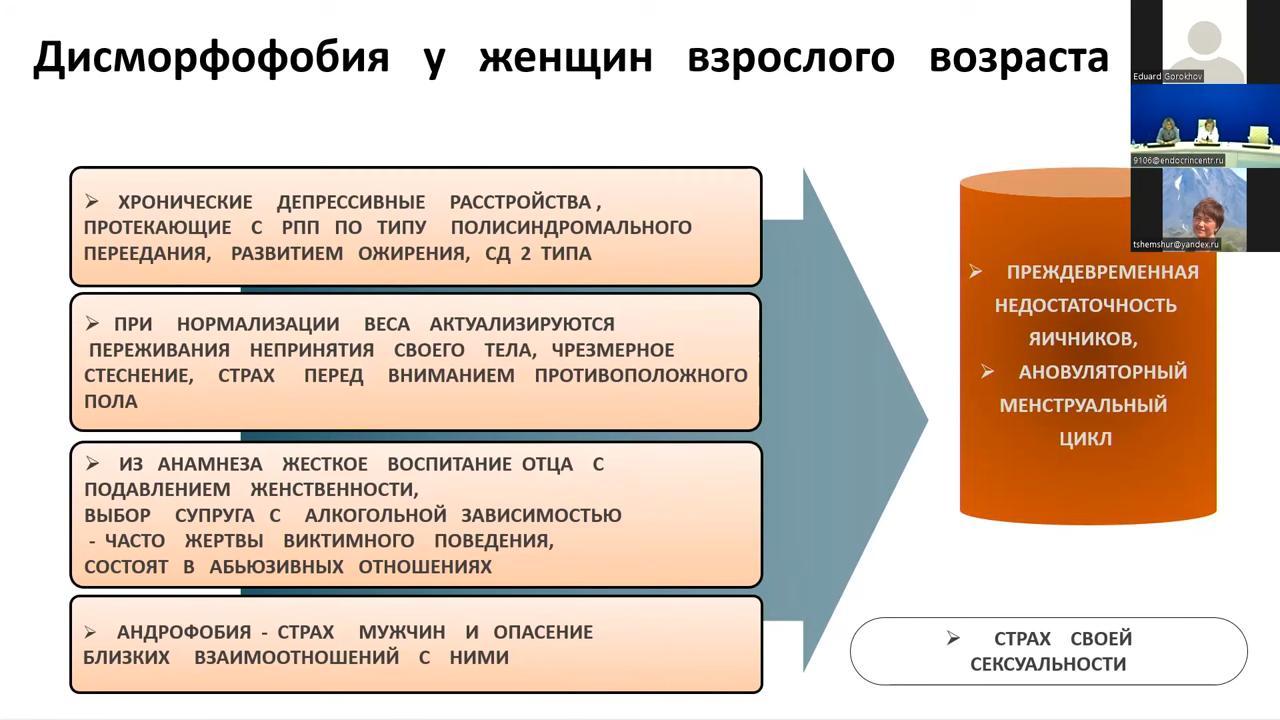 Дисморфофобия у женщин взрослого возраста
Eduard Gorokhov
9106@endocrincentr.ru
tshemshur@yandex.ru
➢ ХРОНИЧЕСКИЕ ДЕПРЕССИВНЫЕ РАССТРОЙСТВА ,
ПРОТЕКАЮЩИЕ С РПП ПО ТИПУ ПОЛИСИНДРОМАЛЬНОГО
ПЕРЕЕДАНИЯ, РАЗВИТИЕМ ОЖИРЕНИЯ, СД 2 ТИПА
➢ ПРИ НОРМАЛИЗАЦИИ ВЕСА АКТУАЛИЗИРУЮТСЯ
ПЕРЕЖИВАНИЯ НЕПРИНЯТИЯ СВОЕГО ТЕЛА, ЧРЕЗМЕРНОЕ
СТЕСНЕНИЕ, СТРАХ ПЕРЕД ВНИМАНИЕМ ПРОТИВОПОЛОЖНОГО
ПОЛА
➢ ИЗ АНАМНЕЗА ЖЕСТКОЕ ВОСПИТАНИЕ ОТЦА С
ПОДАВЛЕНИЕМ ЖЕНСТВЕННОСТИ,
ВЫБОР СУПРУГА С АЛКОГОЛЬНОЙ ЗАВИСИМОСТЬЮ
- ЧАСТО ЖЕРТВЫ ВИКТИМНОГО ПОВЕДЕНИЯ,
СОСТОЯТ В АБЬЮЗИВНЫХ ОТНОШЕНИЯХ
➢ АНДРОФОБИЯ - СТРАХ МУЖЧИН И ОПАСЕНИЕ
БЛИЗКИХ ВЗАИМООТНОШЕНИЙ С НИМИ
➢ ПРЕЖДЕВРЕМЕННАЯ
НЕДОСТАТОЧНОСТЬ
ЯИЧНИКОВ,
➢ АНОВУЛЯТОРНЫЙ
МЕНСТРУАЛЬНЫЙ
ЦИКЛ
➢ СТРАХ СВОЕЙ
СЕКСУАЛЬНОСТИ